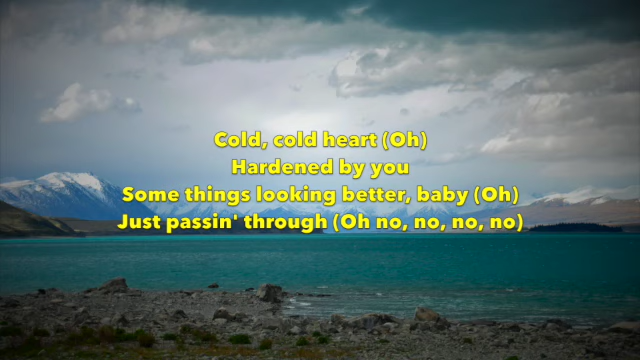 Cold, cold heart (Oh)
Hardened by you
Some things looking better, baby (Oh)
Just passin' through (Oh no, no, no, no)